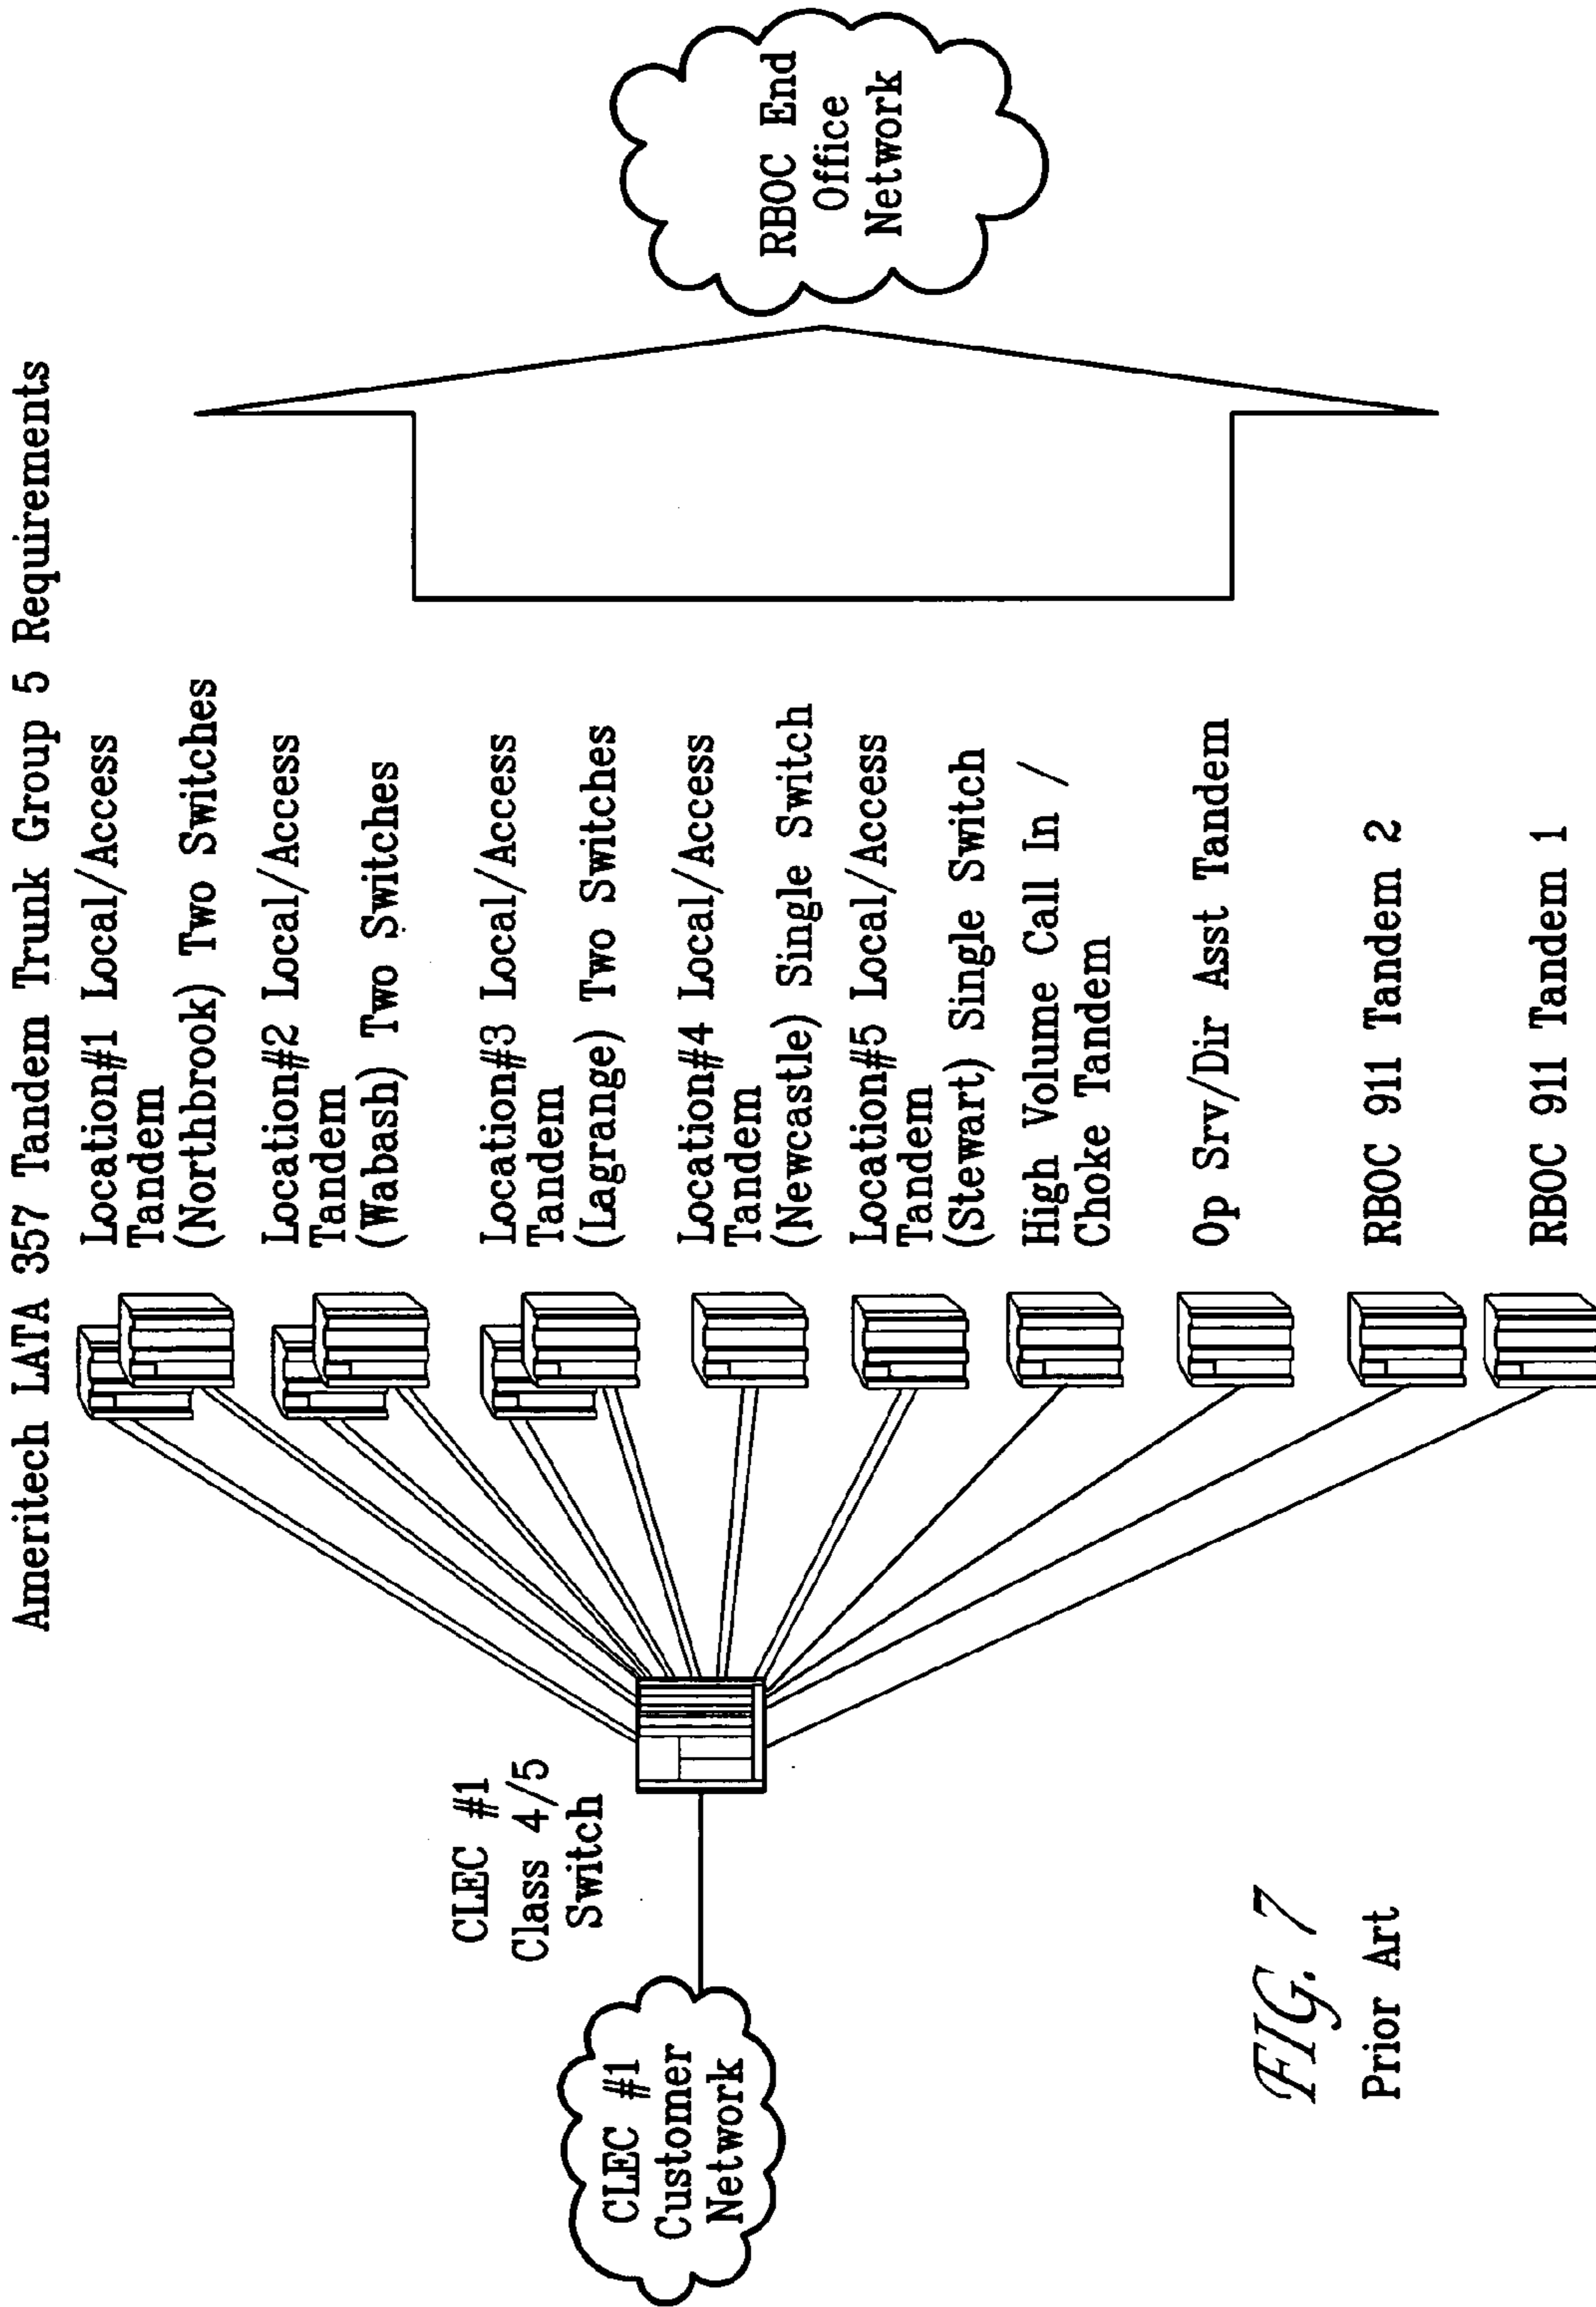 Ameritech LATA 357 Tandem Trunk Group 5 Requirements
CLEC #1
Customer
Network
CLEC #1
Class 4/5
Switch
Location#1 Local/Access
Tandem
(Northbrook) Two Switches
Location#2 Local/Access
Tandem
(Wabash) Two Switches
Location#3 Local/Access
Tandem
(Lagrange) Two Switches
Location#4 Local/Access
Tandem
(Newcastle) Single Switch
Location#5 Local/Access
Tandem
(Stewart) Single Switch
High Volume Call In /
Choke Tandem
Op Srv/Dir Asst Tandem
RBOC 911 Tandem 2
RBOC 911 Tandem 1
RBOC End
Office
Network
FIG. 7
Prior Art